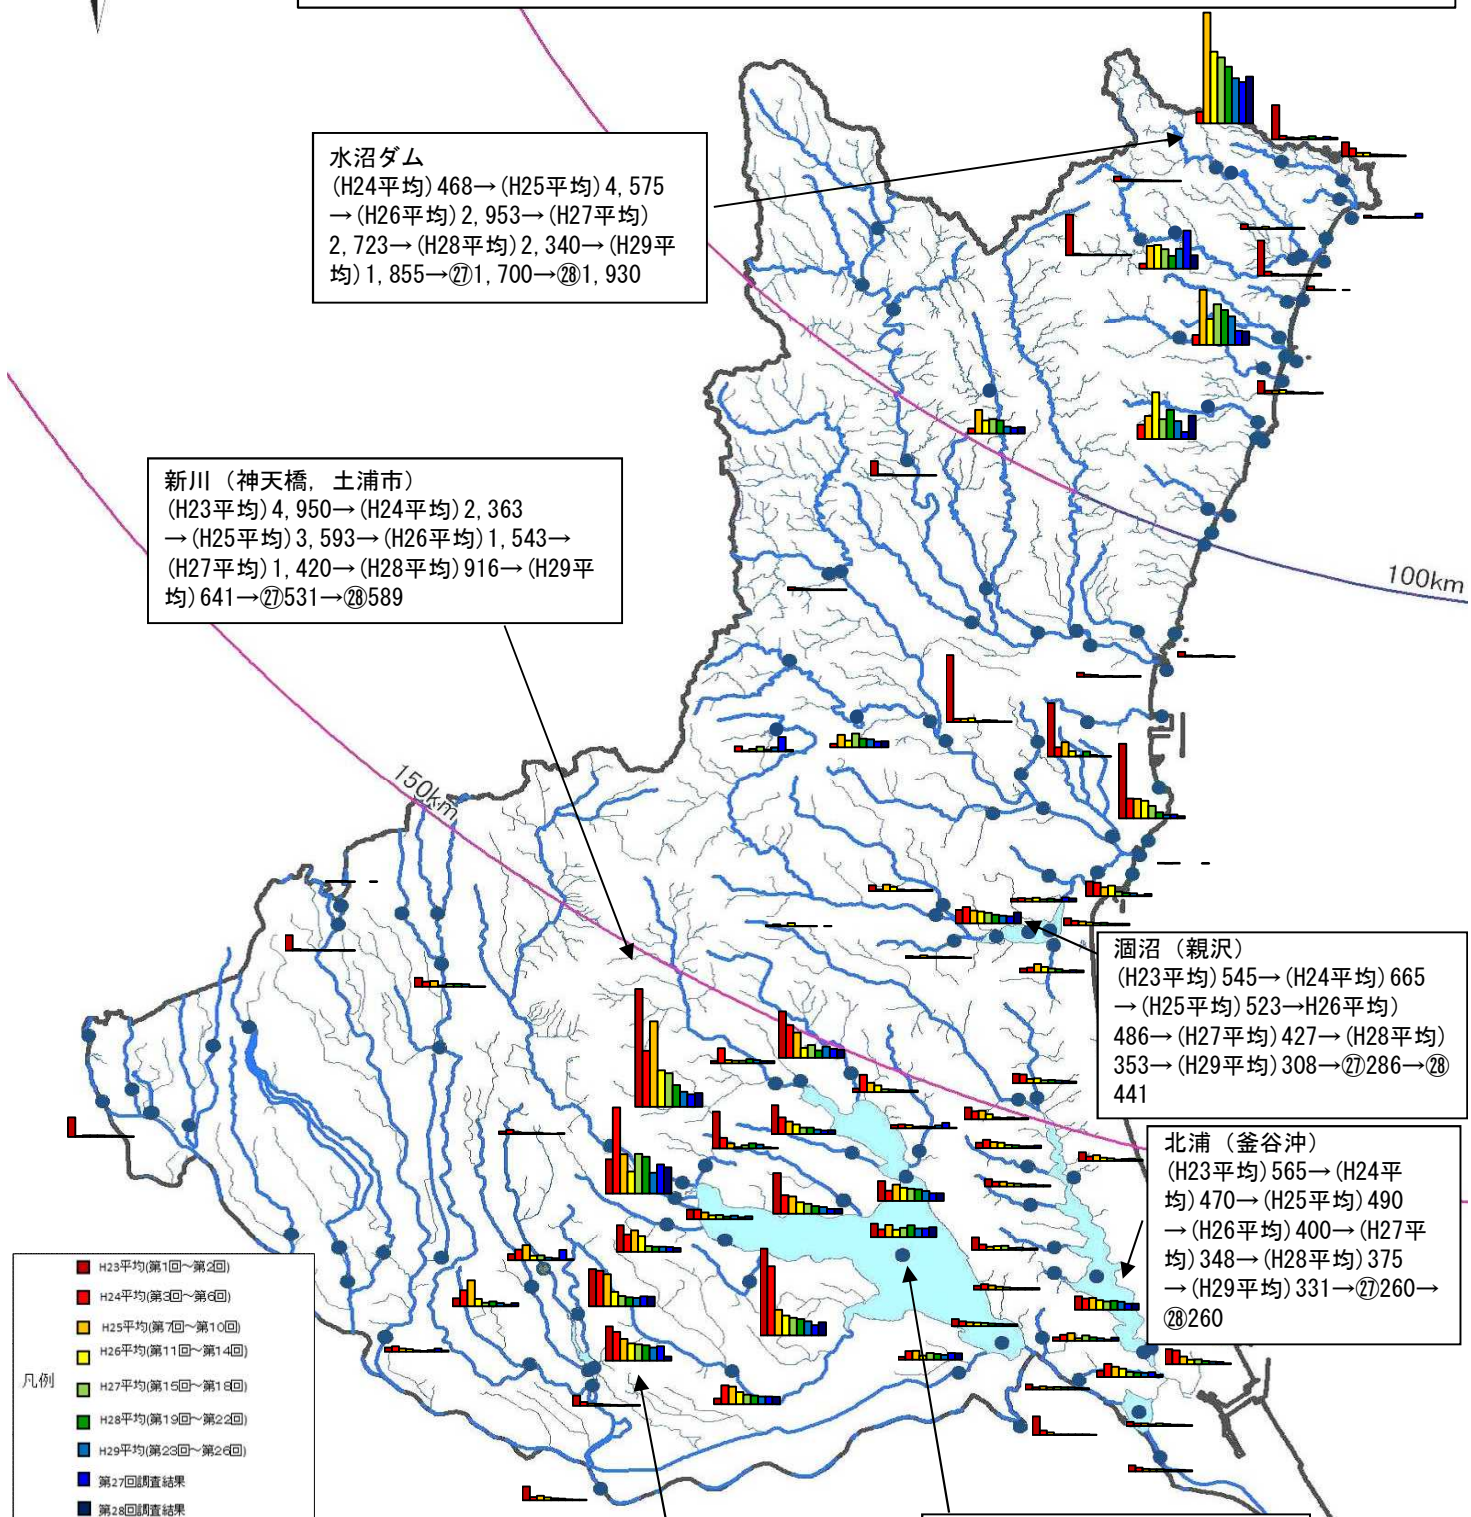 水沼ダム
(H24平均)468→(H25平均)4,575
→(H26平均)2,953→(H27平均)
2,723→(H28平均)2,340→(H29平
均)1,855→㉗1,700→㉘1,930
新川（神天橋，土浦市）
(H23平均)4,950→(H24平均)2,363
→(H25平均)3,593→(H26平均)1,543→
(H27平均)1,420→(H28平均)916→(H29平
均)641→㉗531→㉘589
100km
150km
涸沼（親沢）
(H23平均)545→(H24平均)665
→(H25平均)523→H26平均)
486→(H27平均)427→(H28平均)
353→(H29平均)308→㉗286→㉘
441
北浦（釜谷沖）
(H23平均)565→(H24平
均)470→(H25平均)490
→(H26平均)400→(H27平
均)348→(H28平均)375
→(H29平均)331→㉗260→
㉘260
凡例
H23平均(第1回～第2回)
H24平均(第3回～第6回)
H25平均(第7回～第10回)
H26平均(第11回～第14回)
H27平均(第15回～第18回)
H28平均(第19回～第22回)
H29平均(第23回～第26回)
第27回調査結果
第28回調査結果